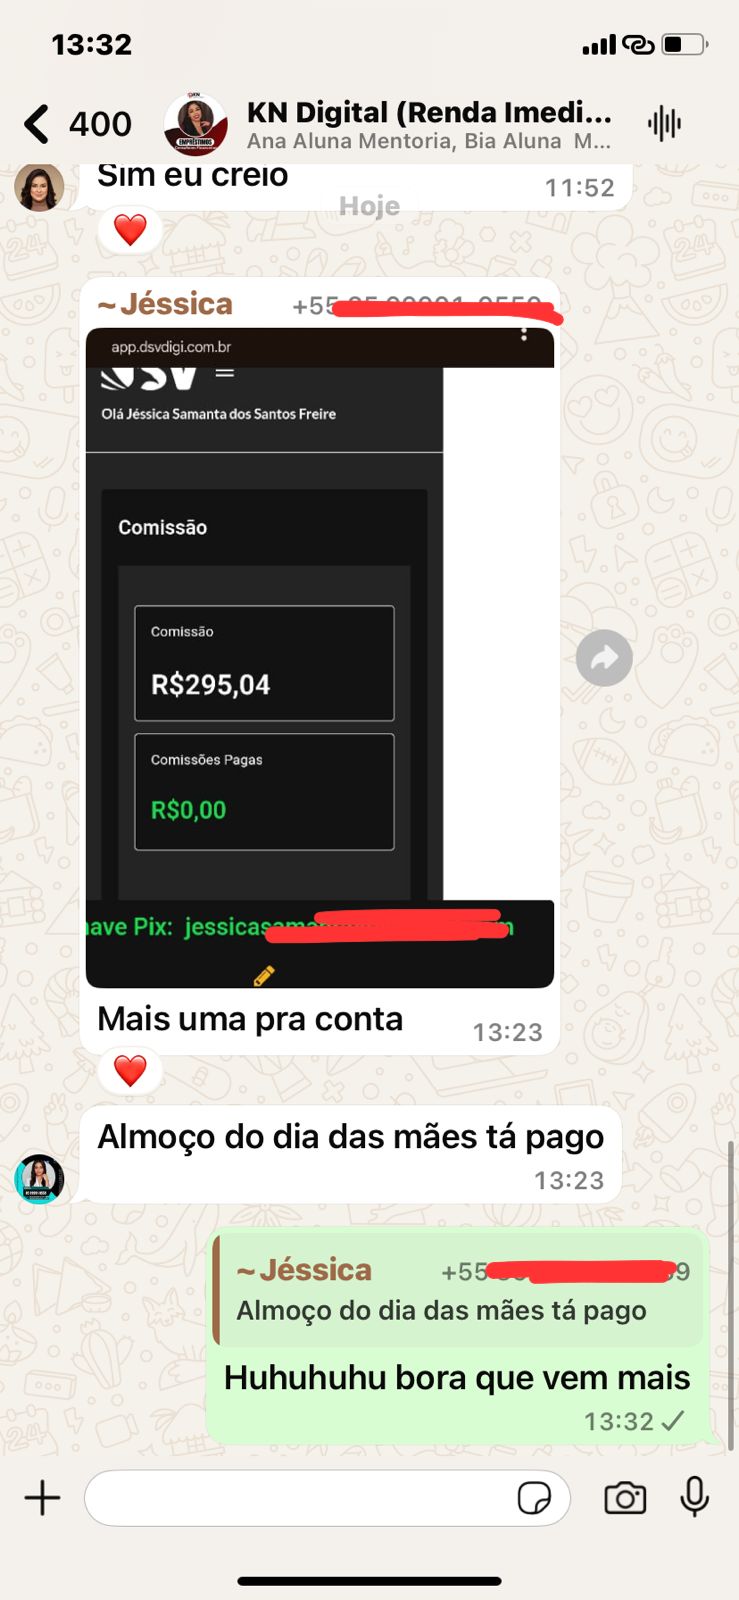 13:32
400
KN Digital (Renda Imedi...
Ana Aluna Mentoria, Bia Aluna M...
EMPRÉSTIMOS
Sim eu creio
11:52
Hoje
~Jéssica +55
app.dsvdigi.com.br
DSV
Olá Jéssica Samanta dos Santos Freire
Comissão
Comissão
R$295,04
Comissões Pagas
R$0,00
ave Pix: jessicas
Mais uma pra conta
13:23
Almoço do dia das mães tá pago
13:23
~Jéssica +55 9
Almoço do dia das mães tá pago
Huhuhuhu bora que vem mais
13:32